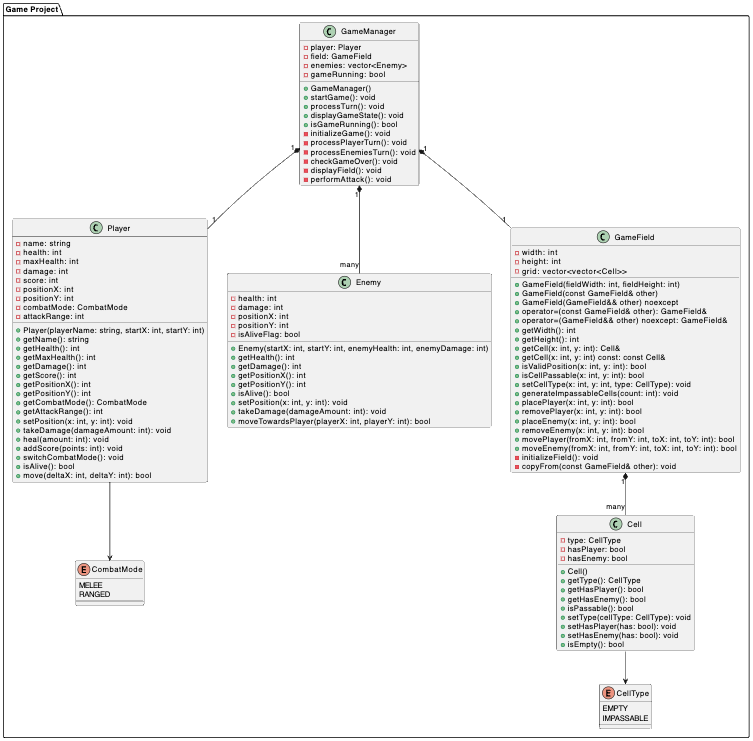 Game Project
C GameManager
player: Player
field: GameField
enemies: vector<Enemy>
gameRunning: bool
GameManager()
startGame(): void
processTurn(): void
displayGameState(): void
isGameRunning(): bool
initializeGame(): void
processPlayerTurn(): void
processEnemiesTurn(): void
checkGameOver(): void
displayField(): void
performAttack(): void
1
1
1
1
many
1
C Player
name: string
health: int
maxHealth: int
damage: int
score: int
positionX: int
positionY: int
combatMode: CombatMode
attackRange: int
Player(playerName: string, startX: int, startY: int)
getName(): string
getHealth(): int
getMaxHealth(): int
getDamage(): int
getScore(): int
getPositionX(): int
getPositionY(): int
getCombatMode(): CombatMode
getAttackRange(): int
setPosition(x: int, y: int): void
takeDamage(damageAmount: int): void
heal(amount: int): void
addScore(points: int): void
switchCombatMode(): void
isAlive(): bool
move(deltaX: int, deltaY: int): bool
C Enemy
health: int
damage: int
positionX: int
positionY: int
isAliveFlag: bool
Enemy(startX: int, startY: int, enemyHealth: int, enemyDamage: int)
getHealth(): int
getDamage(): int
getPositionX(): int
getPositionY(): int
isAlive(): bool
setPosition(x: int, y: int): void
takeDamage(damageAmount: int): void
moveTowardsPlayer(playerX: int, playerY: int): bool
C GameField
width: int
height: int
grid: vector<vector<Cell>>
GameField(fieldWidth: int, fieldHeight: int)
GameField(const GameField& other)
GameField(GameField&& other) noexcept
operator=(const GameField& other): GameField&
operator=(GameField&& other) noexcept: GameField&
getWidth(): int
getHeight(): int
getCell(x: int, y: int): Cell&
getCell(x: int, y: int) const: const Cell&
isValidPosition(x: int, y: int): bool
isCellPassable(x: int, y: int): bool
setCellType(x: int, y: int, type: CellType): void
generateImpassableCells(count: int): void
placePlayer(x: int, y: int): bool
removePlayer(x: int, y: int): bool
placeEnemy(x: int, y: int): bool
removeEnemy(x: int, y: int): bool
movePlayer(fromX: int, fromY: int, toX: int, toY: int): bool
moveEnemy(fromX: int, fromY: int, toX: int, toY: int): bool
initializeField(): void
copyFrom(const GameField& other): void
1
many
E CombatMode
MELEE
RANGED
C Cell
type: CellType
hasPlayer: bool
hasEnemy: bool
Cell()
getType(): CellType
getHasPlayer(): bool
getHasEnemy(): bool
isPassable(): bool
setType(cellType: CellType): void
setHasPlayer(has: bool): void
setHasEnemy(has: bool): void
isEmpty(): bool
E CellType
EMPTY
IMPASSABLE